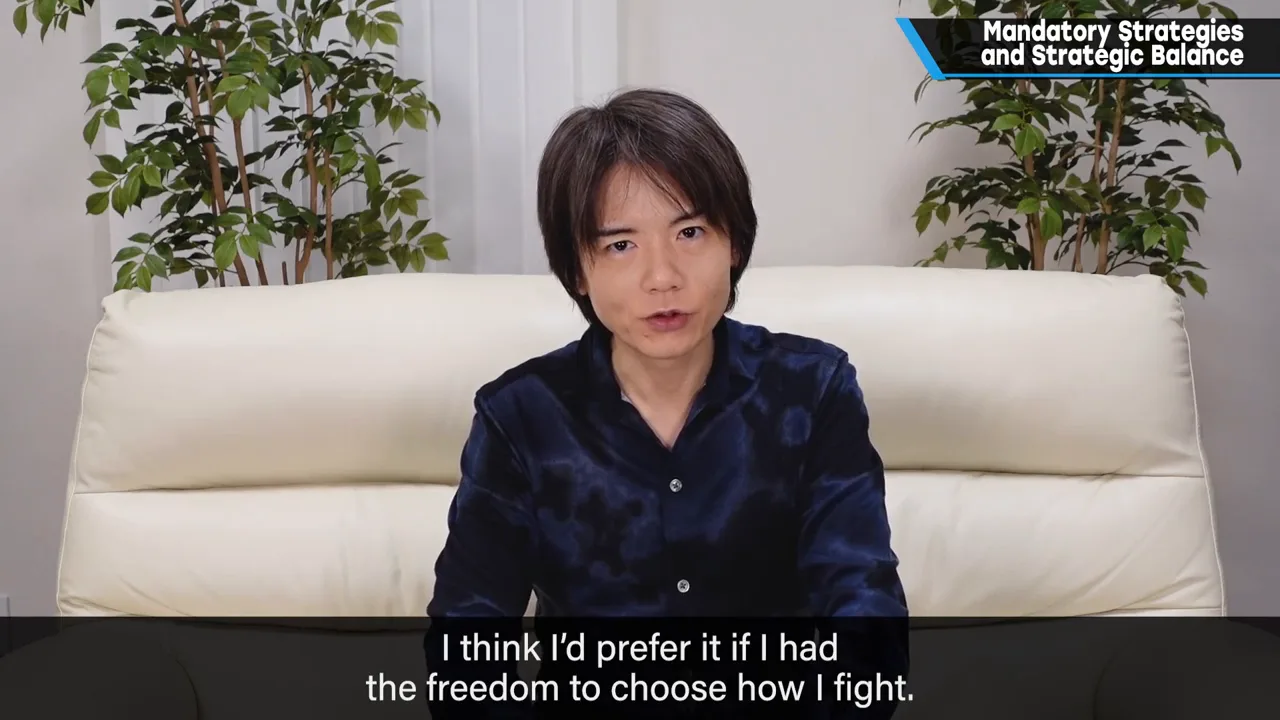 Mandatory Strategies
and Strategic Balance
I think I’d prefer it if I had
the freedom to choose how I fight.